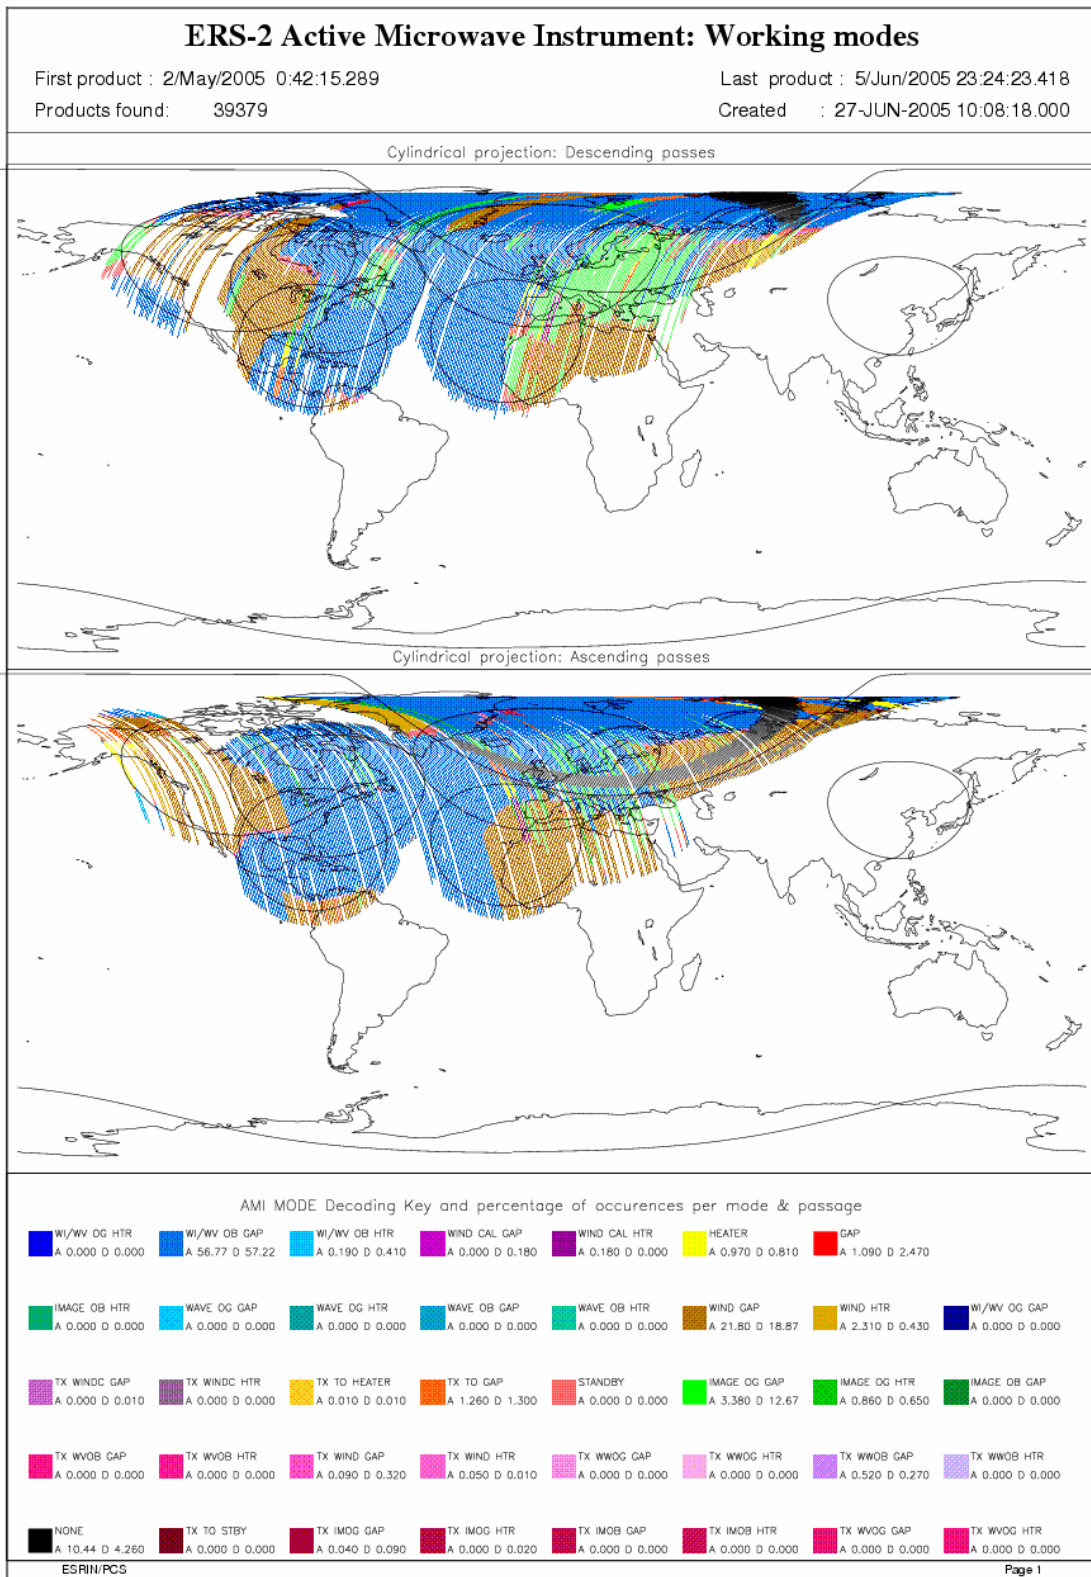 ERS-2 Active Microwave Instrument: Working modes
First product : 2/May/2005 0:42:15.289
Last product : 5/Jun/2005 23:24:23.418
Products found: 39379
Created : 27-JUN-2005 10:08:18.000
Cylindrical projection: Descending passes
Cylindrical projection: Ascending passes
AMI MODE Decoding Key and percentage of occurences per mode & passage
WI/WV OG HTR
A 0.000 D 0.000
WI/WV OB GAP
A 56.77 D 57.22
WI/WV OB HTR
A 0.190 D 0.410
WIND CAL GAP
A 0.000 D 0.180
WIND CAL HTR
A 0.180 D 0.000
HEATER
A 0.970 D 0.810
GAP
A 1.090 D 2.470
IMAGE OB HTR
A 0.000 D 0.000
WAVE OG GAP
A 0.000 D 0.000
WAVE OG HTR
A 0.000 D 0.000
WAVE OB GAP
A 0.000 D 0.000
WAVE OB HTR
A 0.000 D 0.000
WIND GAP
A 21.80 D 18.87
WIND HTR
A 2.310 D 0.430
WI/WV OG GAP
A 0.000 D 0.000
TX WINDC GAP
A 0.000 D 0.010
TX WINDC HTR
A 0.000 D 0.000
TX TO HEATER
A 0.010 D 0.010
TX TO GAP
A 1.260 D 1.300
STANDBY
A 0.000 D 0.000
IMAGE OG GAP
A 3.380 D 12.67
IMAGE OG HTR
A 0.860 D 0.650
IMAGE OB GAP
A 0.000 D 0.000
TX WVOB GAP
A 0.000 D 0.000
TX WVOB HTR
A 0.000 D 0.000
TX WIND GAP
A 0.090 D 0.320
TX WIND HTR
A 0.050 D 0.010
TX WWOG GAP
A 0.000 D 0.000
TX WWOG HTR
A 0.000 D 0.000
TX WWOB GAP
A 0.520 D 0.270
TX WWOB HTR
A 0.000 D 0.000
NONE
A 10.44 D 4.260
TX TO STBY
A 0.000 D 0.000
TX IMOG GAP
A 0.040 D 0.090
TX IMOG HTR
A 0.000 D 0.020
TX IMOB GAP
A 0.000 D 0.000
TX IMOB HTR
A 0.000 D 0.000
TX WVOG GAP
A 0.000 D 0.000
TX WVOG HTR
A 0.000 D 0.000
ESRIN/PCS
Page 1